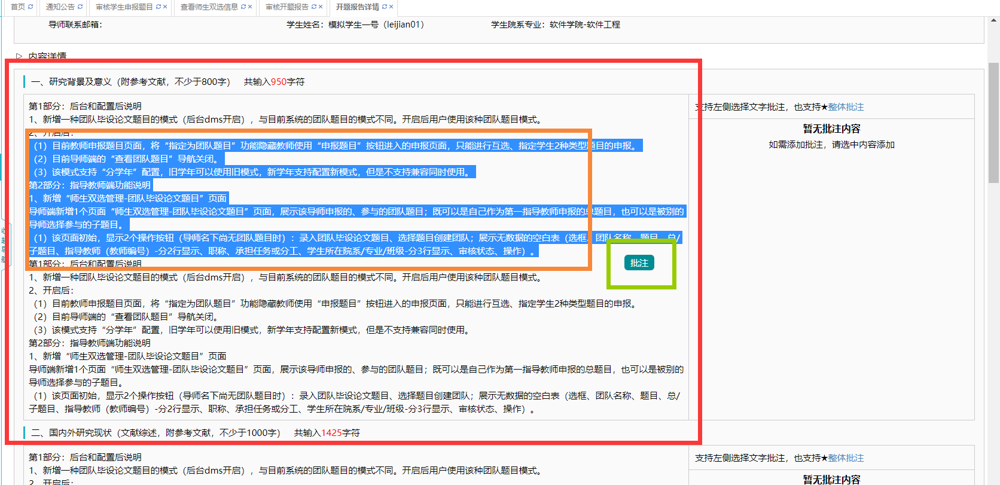 首页 通知公告 审核学生申报题目 查看师生双选信息 审核开题报告 开题报告详情
导师联系邮箱： 学生姓名：模拟学生一号（leijian01） 学生院系专业：软件学院-软件工程
内容详情
一、研究背景及意义（附参考文献，不少于800字） 共输入950字符
第1部分：后台和配置后说明
支持左侧选择文字批注，也支持★整体批注
1、新增一种团队毕设论文题目的模式（后台dms开启），与目前系统的团队题目的模式不同。开启后用户使用该种团队题目模式。
暂无批注内容
2、开启后：
（1）目前教师申报题目页面，将“指定为团队题目”功能隐藏教师使用“申报题目”按钮进入的申报页面，只能进行互选、指定学生2种类型题目的申报。
如需添加批注，请选中内容添加
（2）目前导师端的“查看团队题目”导航关闭。
（3）该模式支持“分学年”配置，旧学年可以使用旧模式，新学年支持配置新模式，但是不支持兼容同时使用。
第2部分：指导教师端功能说明
1、新增“师生双选管理-团队毕设论文题目”页面
导师端新增1个页面“师生双选管理-团队毕设论文题目”页面，展示该导师申报的、参与的团队题目；既可以是自己作为第一指导教师申报的总题目，也可以是被别的
导师选择参与的子题目。
（1）该页面初始，显示2个操作按钮（导师名下尚无团队题目时）：录入团队毕设论文题目、选择题目创建团队；展示无数据的空白表（选框、团队名称、题目、总/
子题目、指导教师（教师编号）-分2行显示、职称、承担任务或分工、学生所在院系/专业/班级-分3行显示、审核状态、操作）。
收起导航
第1部分：后台和配置后说明
批注
1、新增一种团队毕设论文题目的模式（后台dms开启），与目前系统的团队题目的模式不同。开启后用户使用该种团队题目模式。
2、开启后：
（1）目前教师申报题目页面，将“指定为团队题目”功能隐藏教师使用“申报题目”按钮进入的申报页面，只能进行互选、指定学生2种类型题目的申报。
（2）目前导师端的“查看团队题目”导航关闭。
（3）该模式支持“分学年”配置，旧学年可以使用旧模式，新学年支持配置新模式，但是不支持兼容同时使用。
第2部分：指导教师端功能说明
1、新增“师生双选管理-团队毕设论文题目”页面
导师端新增1个页面“师生双选管理-团队毕设论文题目”页面，展示该导师申报的、参与的团队题目；既可以是自己作为第一指导教师申报的总题目，也可以是被别的
导师选择参与的子题目。
（1）该页面初始，显示2个操作按钮（导师名下尚无团队题目时）：录入团队毕设论文题目、选择题目创建团队；展示无数据的空白表（选框、团队名称、题目、总/
子题目、指导教师（教师编号）-分2行显示、职称、承担任务或分工、学生所在院系/专业/班级-分3行显示、审核状态、操作）。
二、国内外研究现状（文献综述，附参考文献，不少于1000字） 共输入1425字符
第1部分：后台和配置后说明
支持左侧选择文字批注，也支持★整体批注
1、新增一种团队毕设论文题目的模式（后台dms开启），与目前系统的团队题目的模式不同。开启后用户使用该种团队题目模式。
暂无批注内容
2、开启后：